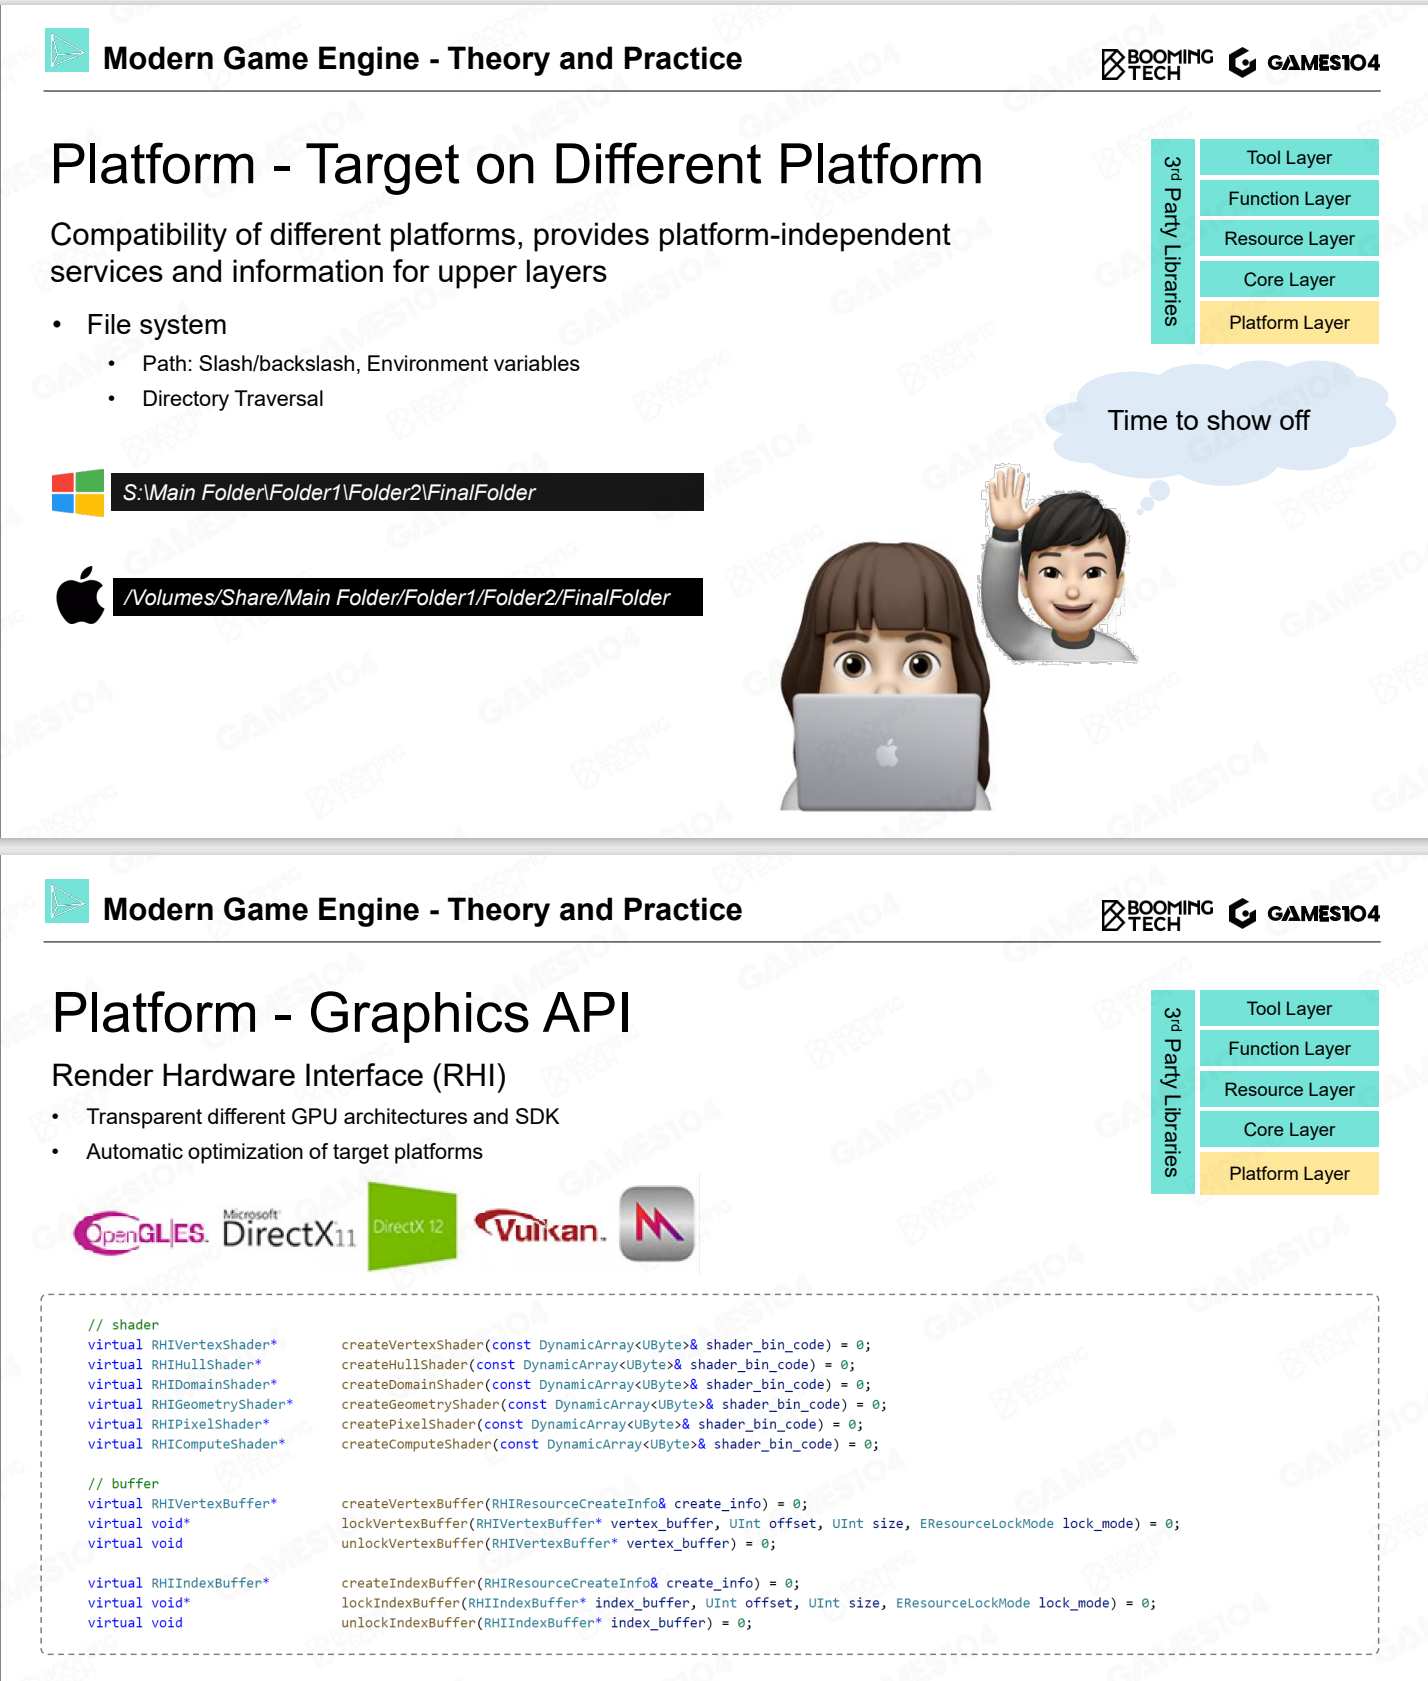 Modern Game Engine - Theory and Practice
BOOMING
TECH
GAMES104
Platform - Target on Different Platform
Compatibility of different platforms, provides platform-independent
services and information for upper layers
• File system
• Path: Slash/backslash, Environment variables
• Directory Traversal
S:\Main Folder\Folder1\Folder2\FinalFolder
/Volumes/Share/Main Folder/Folder1/Folder2/FinalFolder
3rd Party Libraries
Tool Layer
Function Layer
Resource Layer
Core Layer
Platform Layer
Time to show off
Modern Game Engine - Theory and Practice
BOOMING
TECH
GAMES104
Platform - Graphics API
Render Hardware Interface (RHI)
• Transparent different GPU architectures and SDK
• Automatic optimization of target platforms
3rd Party Libraries
Tool Layer
Function Layer
Resource Layer
Core Layer
Platform Layer
OpenGL|ES.
Microsoft
DirectX 11
DirectX 12
Vulkan.
// shader
virtual RHIVertexShader* createVertexShader(const DynamicArray<UByte>& shader_bin_code) = 0;
virtual RHIHullShader* createHullShader(const DynamicArray<UByte>& shader_bin_code) = 0;
virtual RHIDomainShader* createDomainShader(const DynamicArray<UByte>& shader_bin_code) = 0;
virtual RHIGeometryShader* createGeometryShader(const DynamicArray<UByte>& shader_bin_code) = 0;
virtual RHIPixelShader* createPixelShader(const DynamicArray<UByte>& shader_bin_code) = 0;
virtual RHIComputeShader* createComputeShader(const DynamicArray<UByte>& shader_bin_code) = 0;
// buffer
virtual RHIVertexBuffer* createVertexBuffer(RHIResourceCreateInfo& create_info) = 0;
virtual void* lockVertexBuffer(RHIVertexBuffer* vertex_buffer, UInt offset, UInt size, EResourceLockMode lock_mode) = 0;
virtual void unlockVertexBuffer(RHIVertexBuffer* vertex_buffer) = 0;
virtual RHIIndexBuffer* createIndexBuffer(RHIResourceCreateInfo& create_info) = 0;
virtual void* lockIndexBuffer(RHIIndexBuffer* index_buffer, UInt offset, UInt size, EResourceLockMode lock_mode) = 0;
virtual void unlockIndexBuffer(RHIIndexBuffer* index_buffer) = 0;